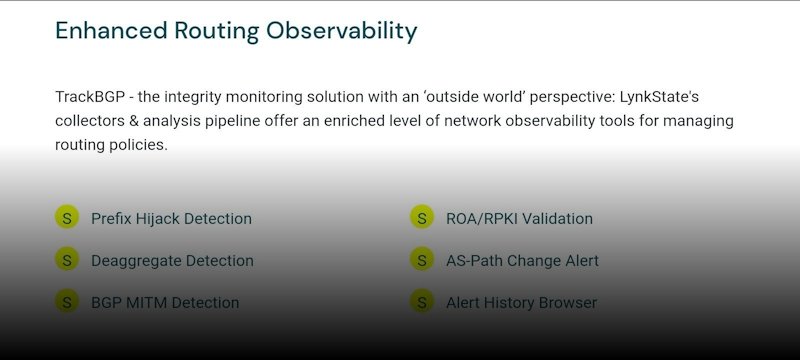 Enhanced Routing Observability
TrackBGP - the integrity monitoring solution with an ‘outside world’ perspective: LynkState's
collectors & analysis pipeline offer an enriched level of network observability tools for managing
routing policies.
S Prefix Hijack Detection
S ROA/RPKI Validation
S Deaggregate Detection
S AS-Path Change Alert
S BGP MITM Detection
S Alert History Browser